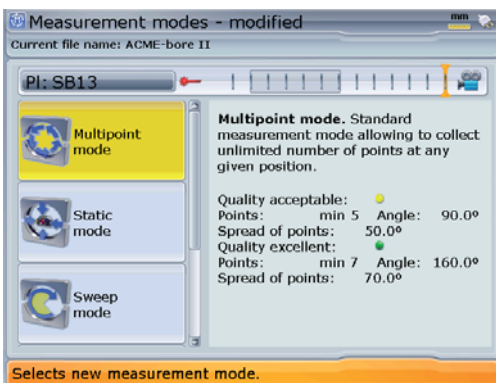 Measurement modes - modified
mm
Current file name: ACME-bore II
Pl: SB13
Multipoint
mode
Static
mode
Sweep
mode
Multipoint mode. Standard
measurement mode allowing to collect
unlimited number of points at any
given position.
Quality acceptable:
Points: min 5 Angle: 90.0º
Spread of points: 50.0º
Quality excellent:
Points: min 7 Angle: 160.0º
Spread of points: 70.0º
Selects new measurement mode.